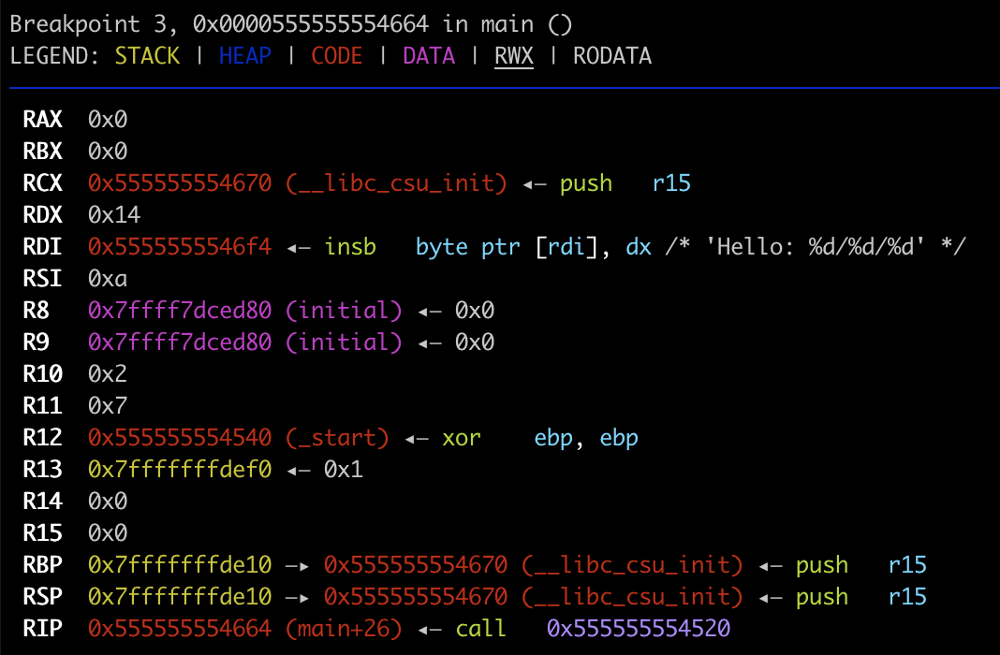 Breakpoint 3, 0x0000555555554664 in main ()
LEGEND: STACK | HEAP | CODE | DATA | RWX | RODATA
RAX 0x0
RBX 0x0
RCX 0x555555554670 (__libc_csu_init) ◂— push r15
RDX 0x14
RDI 0x5555555546f4 ◂— insb byte ptr [rdi], dx /* 'Hello: %d/%d/%d' */
RSI 0xa
R8 0x7ffff7dced80 (initial) ◂— 0x0
R9 0x7ffff7dced80 (initial) ◂— 0x0
R10 0x2
R11 0x7
R12 0x555555554540 (_start) ◂— xor ebp, ebp
R13 0x7fffffffdef0 ◂— 0x1
R14 0x0
R15 0x0
RBP 0x7fffffffde10 —▸ 0x555555554670 (__libc_csu_init) ◂— push r15
RSP 0x7fffffffde10 —▸ 0x555555554670 (__libc_csu_init) ◂— push r15
RIP 0x555555554664 (main+26) ◂— call 0x555555554520